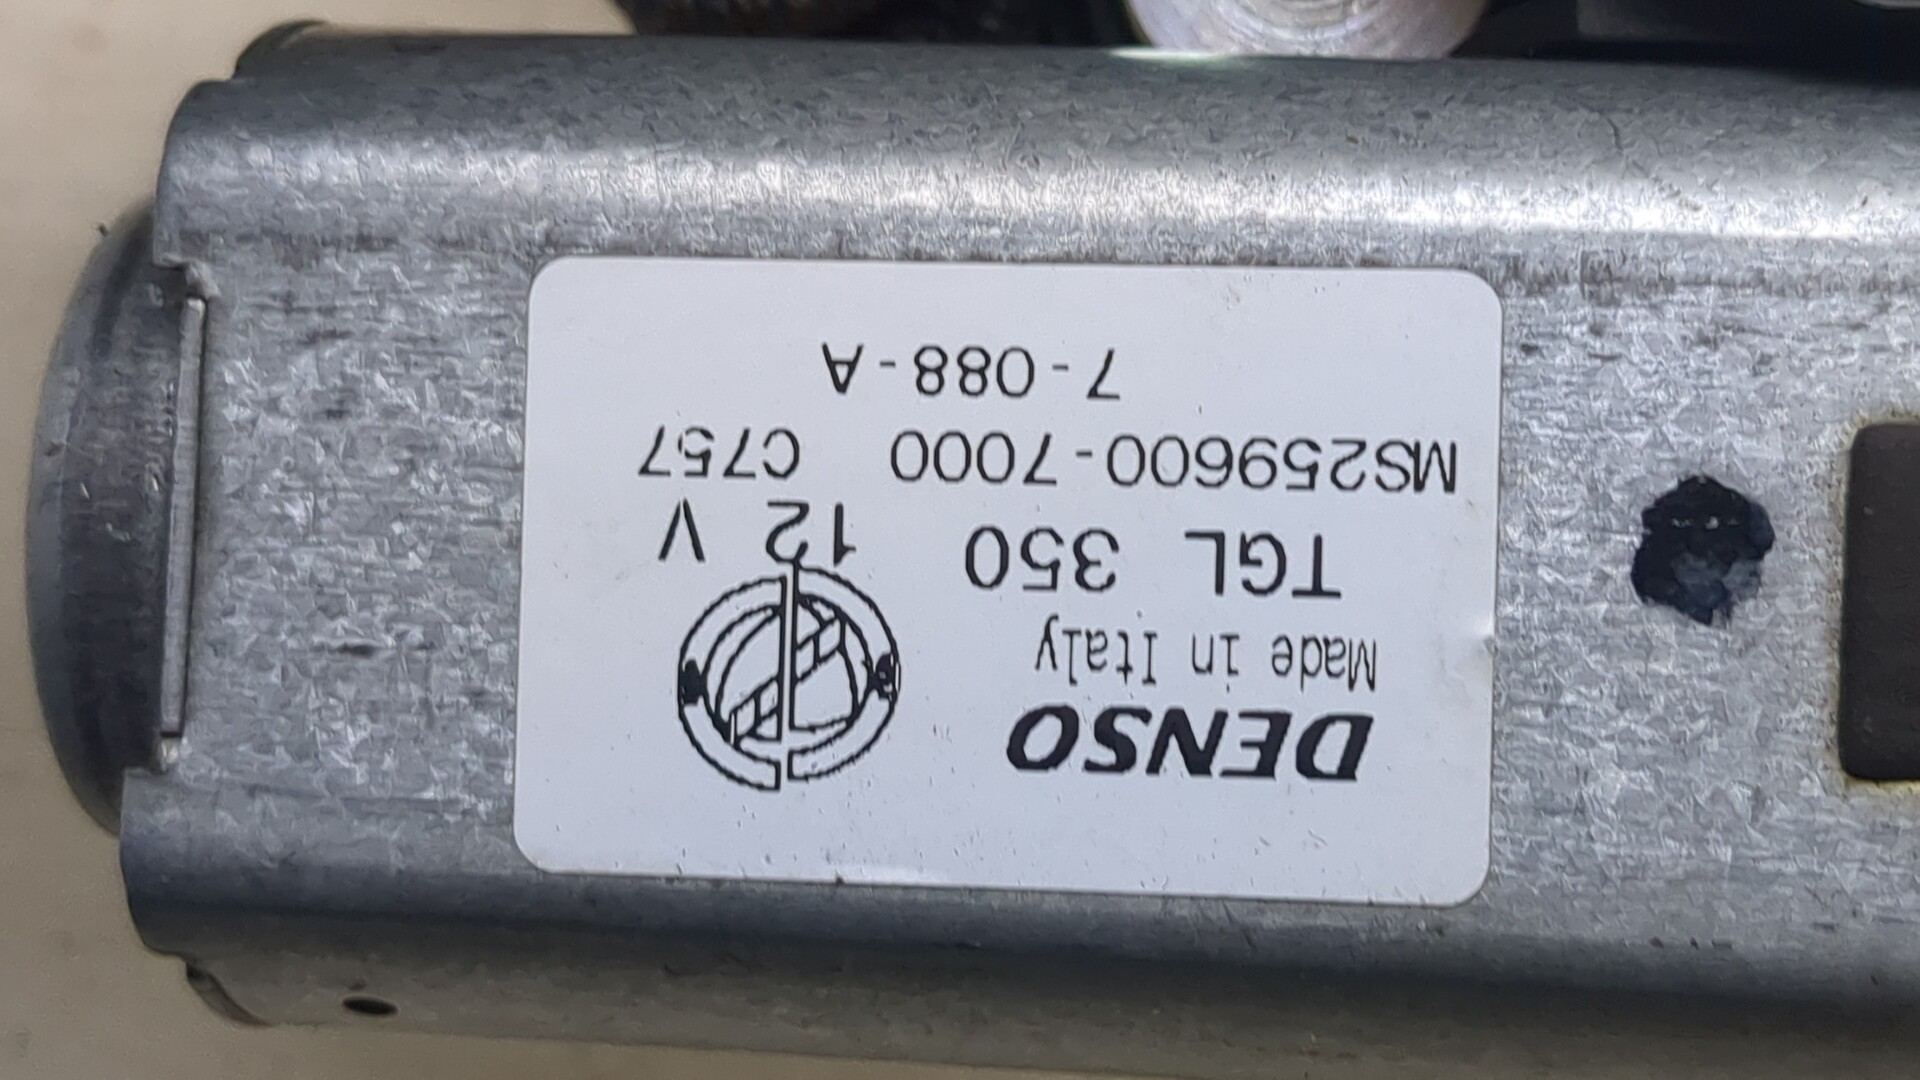 DENSO
Made in Italy
TGL 350 12 V
MS259600-7000 C757
7-088-A